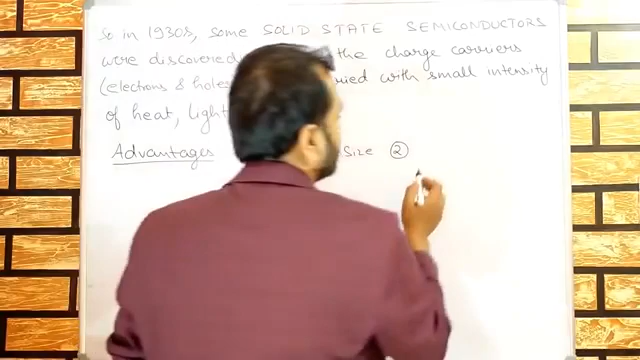 So in 1930s, some SOLID STATE SEMICONDUCTORS
were discovered the charge carriers
(electrons & holes with small intensity
of heat, light
Advantages size ②